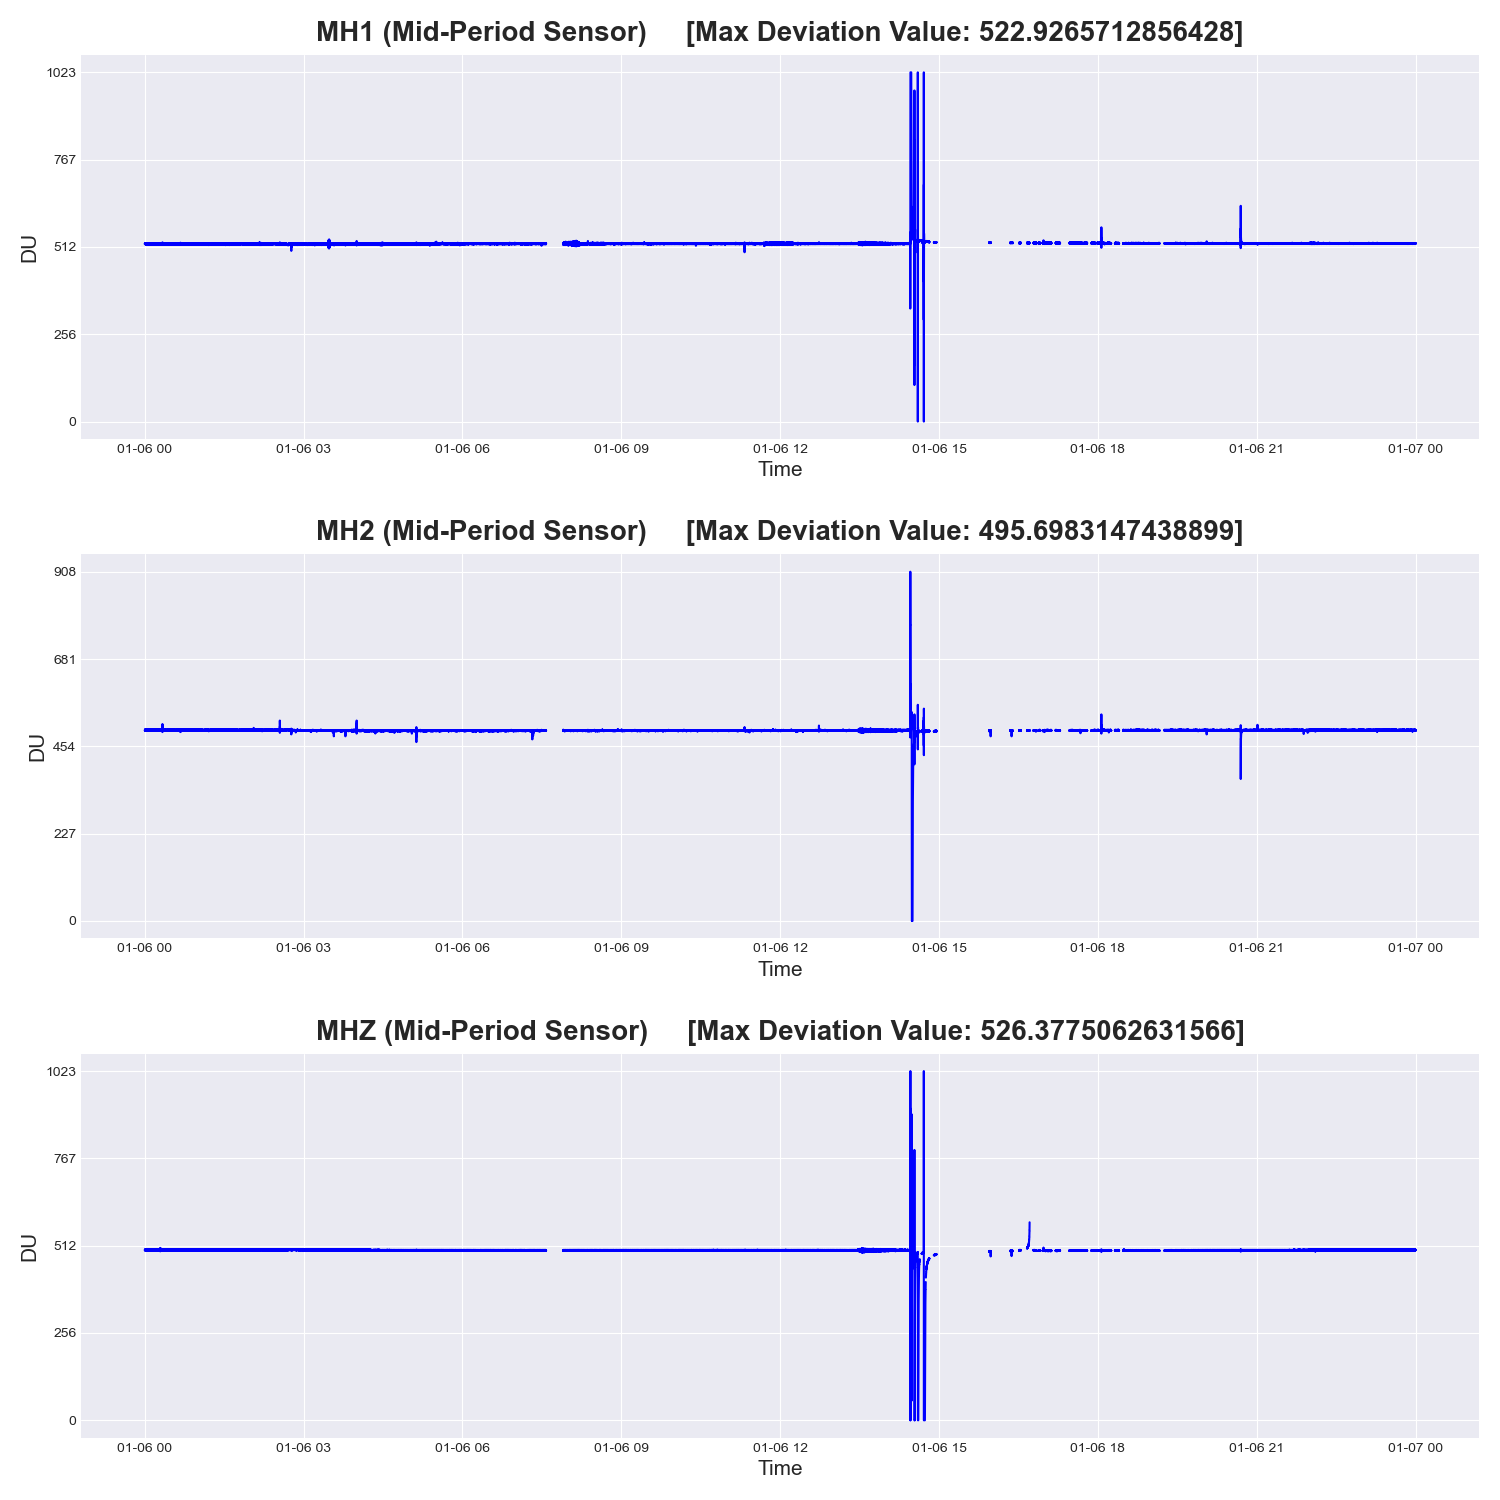 MH1 (Mid-Period Sensor) [Max Deviation Value: 522.9265712856428]
1023
767
512
256
0
DU
01-06 00 01-06 03 01-06 06 01-06 09 01-06 12 01-06 15 01-06 18 01-06 21 01-07 00
Time
MH2 (Mid-Period Sensor) [Max Deviation Value: 495.6983147438899]
908
681
454
227
0
DU
01-06 00 01-06 03 01-06 06 01-06 09 01-06 12 01-06 15 01-06 18 01-06 21 01-07 00
Time
MHZ (Mid-Period Sensor) [Max Deviation Value: 526.3775062631566]
1023
767
512
256
0
DU
01-06 00 01-06 03 01-06 06 01-06 09 01-06 12 01-06 15 01-06 18 01-06 21 01-07 00
Time